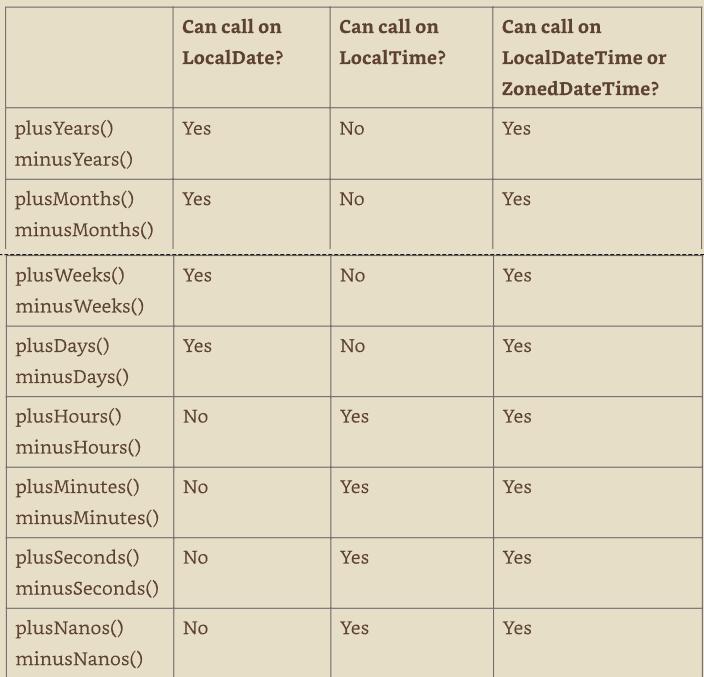 Can call on LocalDate? Can call on LocalTime? Can call on LocalDateTime or ZonedDateTime?
plusYears() minusYears() Yes No Yes
plusMonths() minusMonths() Yes No Yes
plusWeeks() minusWeeks() Yes No Yes
plusDays() minusDays() Yes No Yes
plusHours() minusHours() No Yes Yes
plusMinutes() minusMinutes() No Yes Yes
plusSeconds() minusSeconds() No Yes Yes
plusNanos() minusNanos() No Yes Yes